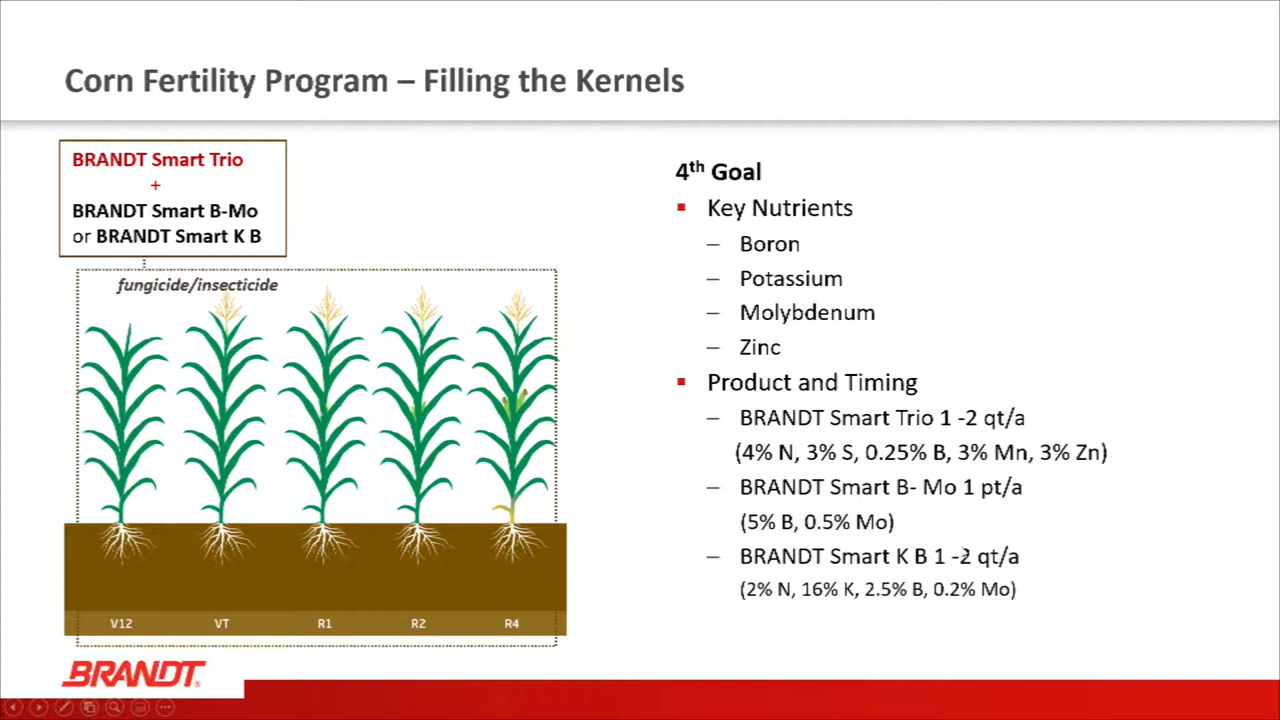 Corn Fertility Program – Filling the Kernels
BRANDT Smart Trio
+
BRANDT Smart B-Mo
or BRANDT Smart K B
fungicide/insecticide
V12 VT R1 R2 R4
4th Goal
Key Nutrients
– Boron
– Potassium
– Molybdenum
– Zinc
Product and Timing
– BRANDT Smart Trio 1 -2 qt/a
(4% N, 3% S, 0.25% B, 3% Mn, 3% Zn)
– BRANDT Smart B- Mo 1 pt/a
(5% B, 0.5% Mo)
– BRANDT Smart K B 1 -2 qt/a
(2% N, 16% K, 2.5% B, 0.2% Mo)
BRANDT®